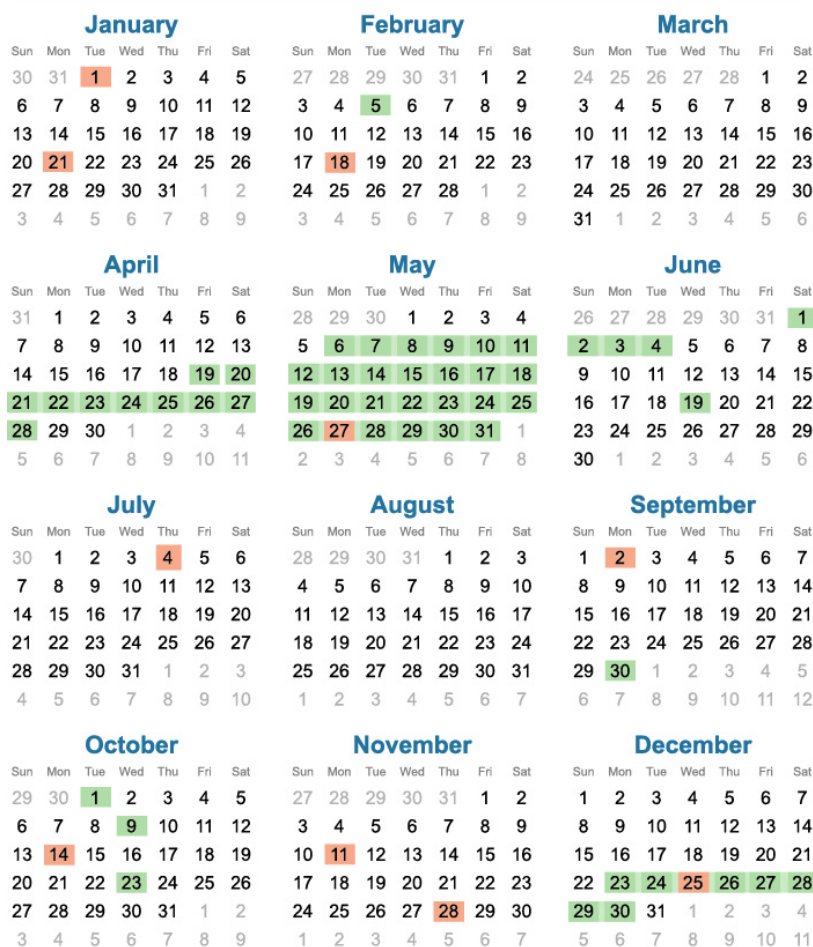 January February March
Sun Mon Tue Wed Thu Fri Sat Sun Mon Tue Wed Thu Fri Sat Sun Mon Tue Wed Thu Fri Sat
30 31 1 2 3 4 5 27 28 29 30 31 1 2 24 25 26 27 28 1 2
6 7 8 9 10 11 12 3 4 5 6 7 8 9 3 4 5 6 7 8 9
13 14 15 16 17 18 19 10 11 12 13 14 15 16 10 11 12 13 14 15 16
20 21 22 23 24 25 26 17 18 19 20 21 22 23 17 18 19 20 21 22 23
27 28 29 30 31 1 2 24 25 26 27 28 1 2 24 25 26 27 28 29 30
3 4 5 6 7 8 9 3 4 5 6 7 8 9 31 1 2 3 4 5 6
April May June
Sun Mon Tue Wed Thu Fri Sat Sun Mon Tue Wed Thu Fri Sat Sun Mon Tue Wed Thu Fri Sat
31 1 2 3 4 5 6 28 29 30 1 2 3 4 26 27 28 29 30 31 1
7 8 9 10 11 12 13 5 6 7 8 9 10 11 2 3 4 5 6 7 8
14 15 16 17 18 19 20 12 13 14 15 16 17 18 9 10 11 12 13 14 15
21 22 23 24 25 26 27 19 20 21 22 23 24 25 16 17 18 19 20 21 22
28 29 30 1 2 3 4 26 27 28 29 30 31 1 23 24 25 26 27 28 29
5 6 7 8 9 10 11 2 3 4 5 6 7 8 30 1 2 3 4 5 6
July August September
Sun Mon Tue Wed Thu Fri Sat Sun Mon Tue Wed Thu Fri Sat Sun Mon Tue Wed Thu Fri Sat
30 1 2 3 4 5 6 28 29 30 31 1 2 3 1 2 3 4 5 6 7
7 8 9 10 11 12 13 4 5 6 7 8 9 10 8 9 10 11 12 13 14
14 15 16 17 18 19 20 11 12 13 14 15 16 17 15 16 17 18 19 20 21
21 22 23 24 25 26 27 18 19 20 21 22 23 24 22 23 24 25 26 27 28
28 29 30 31 1 2 3 25 26 27 28 29 30 31 29 30 1 2 3 4 5
4 5 6 7 8 9 10 1 2 3 4 5 6 7 6 7 8 9 10 11 12
October November December
Sun Mon Tue Wed Thu Fri Sat Sun Mon Tue Wed Thu Fri Sat Sun Mon Tue Wed Thu Fri Sat
29 30 1 2 3 4 5 27 28 29 30 31 1 2 1 2 3 4 5 6 7
6 7 8 9 10 11 12 3 4 5 6 7 8 9 8 9 10 11 12 13 14
13 14 15 16 17 18 19 10 11 12 13 14 15 16 15 16 17 18 19 20 21
20 21 22 23 24 25 26 17 18 19 20 21 22 23 22 23 24 25 26 27 28
27 28 29 30 31 1 2 24 25 26 27 28 29 30 29 30 31 1 2 3 4
3 4 5 6 7 8 9 1 2 3 4 5 6 7 5 6 7 8 9 10 11